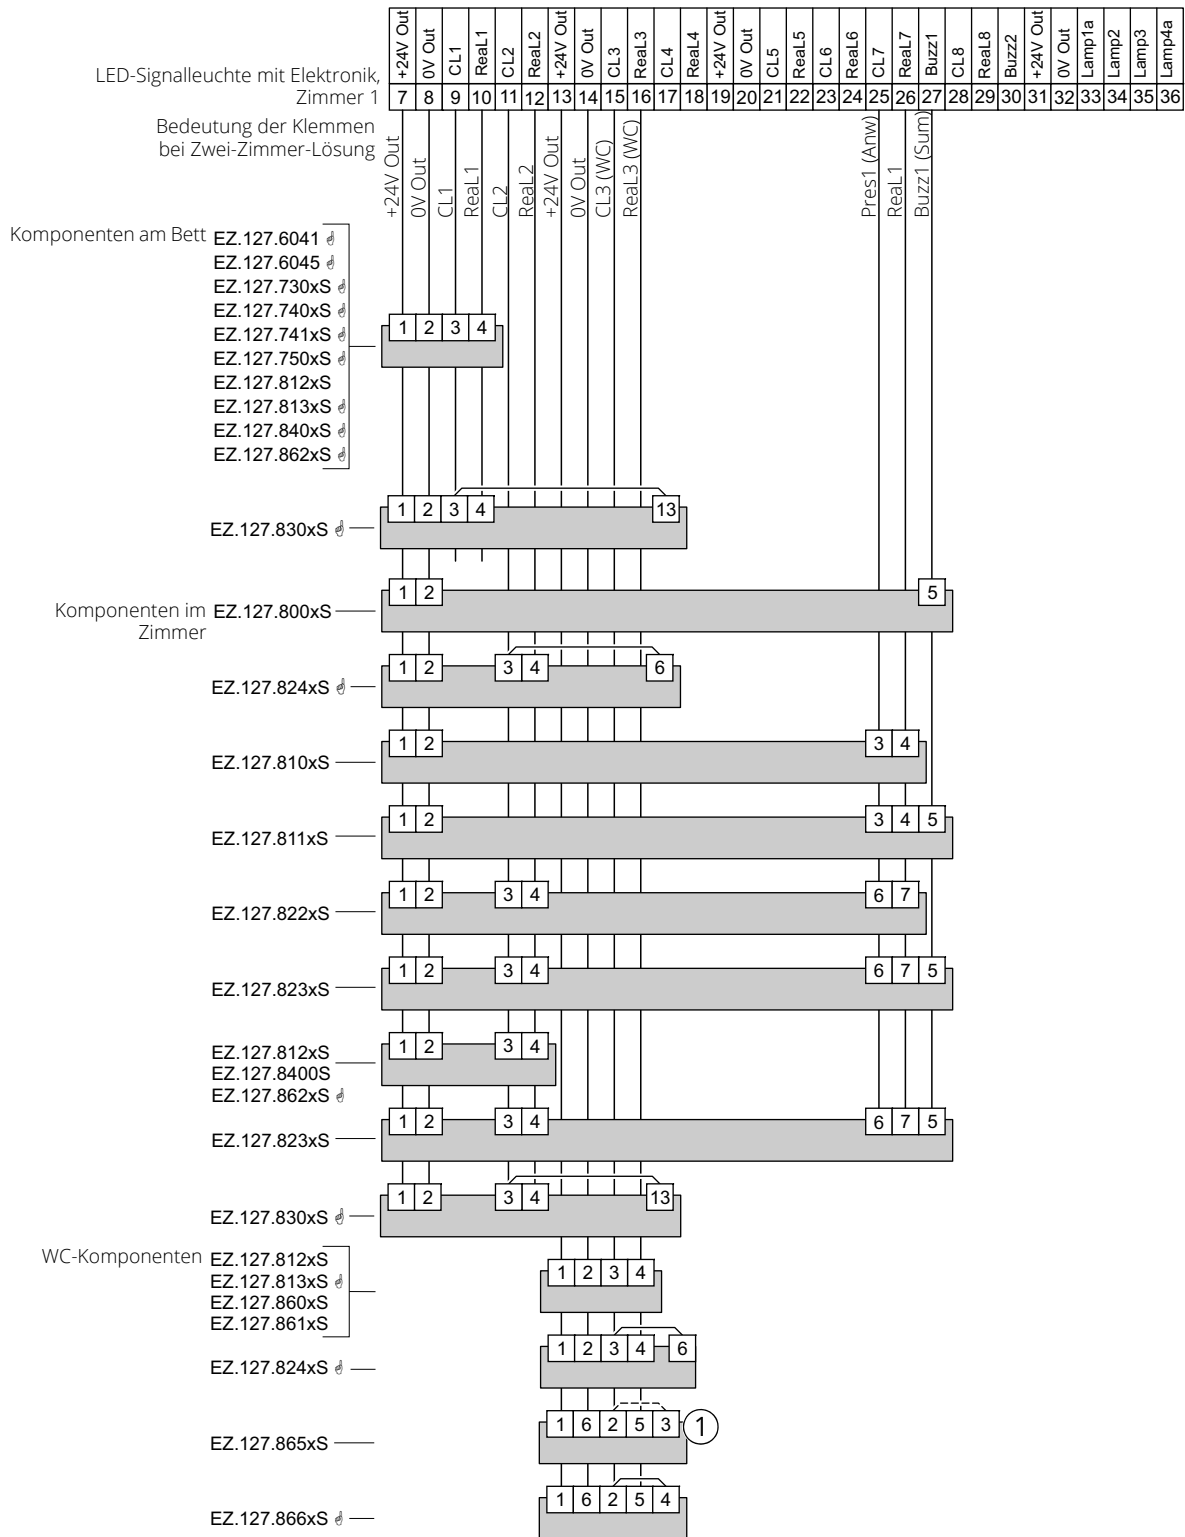 +24V Out 0V Out CL1 ReaL1 CL2 ReaL2 +24V Out 0V Out CL3 ReaL3 CL4 ReaL4 +24V Out 0V Out CL5 ReaL5 CL6 ReaL6 CL7 ReaL7 Buzz1 CL8 ReaL8 Buzz2 +24V Out 0V Out Lamp1a Lamp2 Lamp3 Lamp4a
LED-Signalleuchte mit Elektronik,
Zimmer 1
7 8 9 10 11 12 13 14 15 16 17 18 19 20 21 22 23 24 25 26 27 28 29 30 31 32 33 34 35 36
Bedeutung der Klemmen
bei Zwei-Zimmer-Lösung
+24V Out 0V Out CL1 ReaL1 CL2 ReaL2 +24V Out 0V Out CL3 (WC) ReaL3 (WC) Pres1 (Anw) ReaL1 Buzz1 (Sum)
Komponenten am Bett
EZ.127.6041
EZ.127.6045
EZ.127.730xS
EZ.127.740xS
EZ.127.741xS
EZ.127.750xS
EZ.127.812xS
EZ.127.813xS
EZ.127.840xS
EZ.127.862xS
1 2 3 4
EZ.127.830xS
1 2 3 4 13
Komponenten im
Zimmer
EZ.127.800xS
1 2 5
EZ.127.824xS
1 2 3 4 6
EZ.127.810xS
1 2 3 4
EZ.127.811xS
1 2 3 4 5
EZ.127.822xS
1 2 3 4 6 7
EZ.127.823xS
1 2 3 4 6 7 5
EZ.127.812xS
EZ.127.8400S
EZ.127.862xS
1 2 3 4
EZ.127.823xS
1 2 3 4 6 7 5
EZ.127.830xS
1 2 3 4 13
WC-Komponenten
EZ.127.812xS
EZ.127.813xS
EZ.127.860xS
EZ.127.861xS
1 2 3 4
EZ.127.824xS
1 2 3 4 6
EZ.127.865xS
1 6 2 5 3 1
EZ.127.866xS
1 6 2 5 4